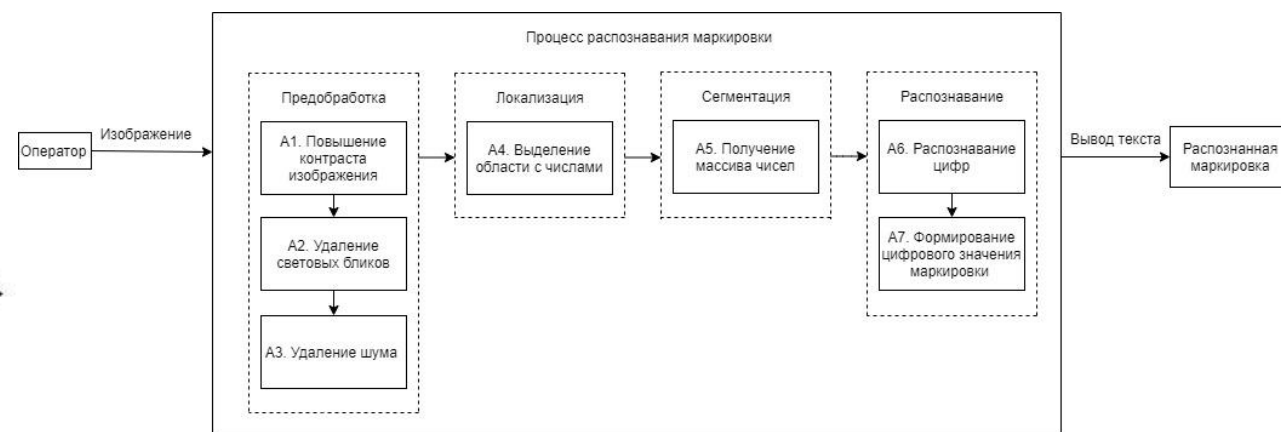 Процесс распознавания маркировки
Оператор
Изображение
Предобработка
А1. Повышение
контраста
изображения
А2. Удаление
световых бликов
А3. Удаление шума
Локализация
А4. Выделение
области с числами
Сегментация
А5. Получение
массива чисел
Распознавание
А6. Распознавание
цифр
А7. Формирование
цифрового значения
маркировки
Вывод текста
Распознанная
маркировка